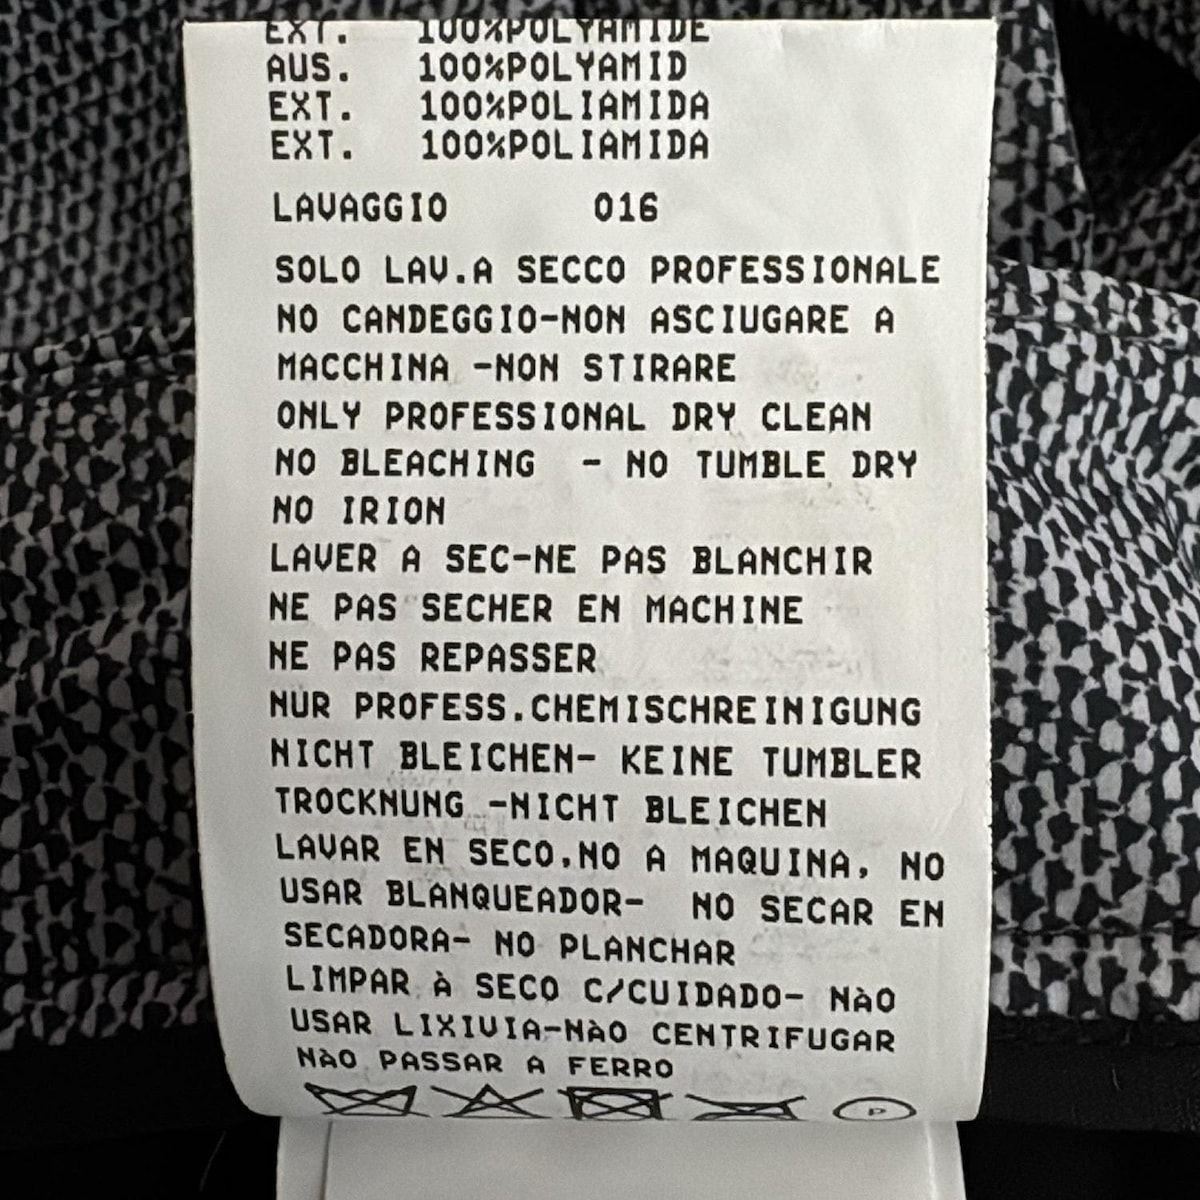 EXT. 100%POLYAMIDE
AUS. 100%POLYAMID
EXT. 100%POLIAMIDA
EXT. 100%POLIAMIDA
LAVAGGIO 016
SOLO LAV.A SECCO PROFESSIONALE
NO CANDEGGIO-NON ASCIUGARE A
MACCHINA -NON STIRARE
ONLY PROFESSIONAL DRY CLEAN
NO BLEACHING - NO TUMBLE DRY
NO IRION
LAVER A SEC-NE PAS BLANCHIR
NE PAS SECHER EN MACHINE
NE PAS REPASSER
NUR PROFESS.CHEMISCHREINIGUNG
NICHT BLEICHEN- KEINE TUMBLER
TROCKNUNG -NICHT BLEICHEN
LAVAR EN SECO,NO A MAQUINA, NO
USAR BLANQUEADOR- NO SECAR EN
SECADORA- NO PLANCHAR
LIMPAR À SECO C/CUIDADO- NÀO
USAR LIXIVIA-NÀO CENTRIFUGAR
NÀO PASSAR A FERRO
P